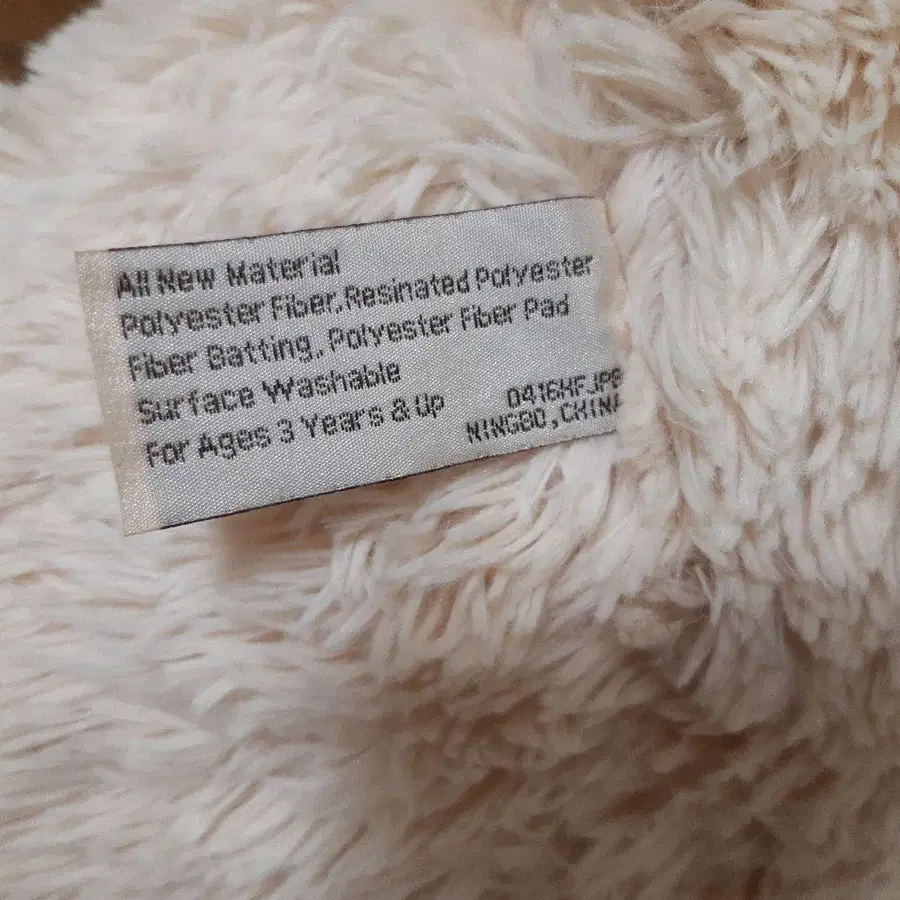 All New Material
Polyester Fiber, Resinated Polyester
Fiber Batting, Polyester Fiber Pad
Surface Washable
For Ages 3 Years & Up
NINGBO, CHINA